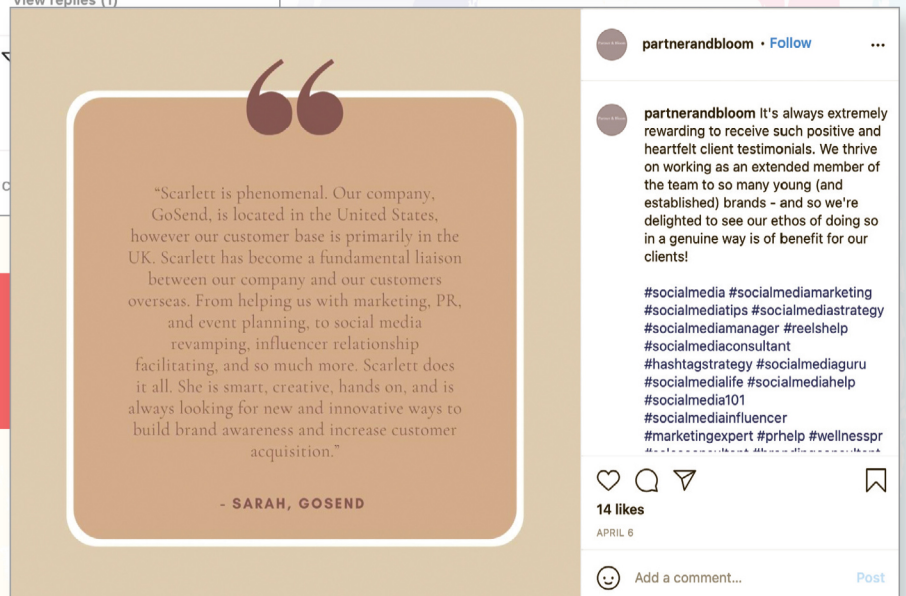 View replies (1)
“Scarlett is phenomenal. Our company,
GoSend, is located in the United States,
however our customer base is primarily in the
UK. Scarlett has become a fundamental liaison
between our company and our customers
overseas. From helping us with marketing, PR,
and event planning, to social media
revamping, influencer relationship
facilitating, and so much more. Scarlett does
it all. She is smart, creative, hands on, and is
always looking for new and innovative ways to
build brand awareness and increase customer
acquisition.”
- SARAH, GOSEND
partnerandbloom • Follow
partnerandbloom It's always extremely
rewarding to receive such positive and
heartfelt client testimonials. We thrive
on working as an extended member of
the team to so many young (and
established) brands - and so we're
delighted to see our ethos of doing so
in a genuine way is of benefit for our
clients!
#socialmedia #socialmediamarketing
#socialmediatips #socialmediastrategy
#socialmediamanager #reelshelp
#socialmediaconsultant
#hashtagstrategy #socialmediaguru
#socialmedialife #socialmediahelp
#socialmedia101
#socialmediainfluencer
#marketingexpert #prhelp #wellnesspr
14 likes
APRIL 6
Add a comment... Post